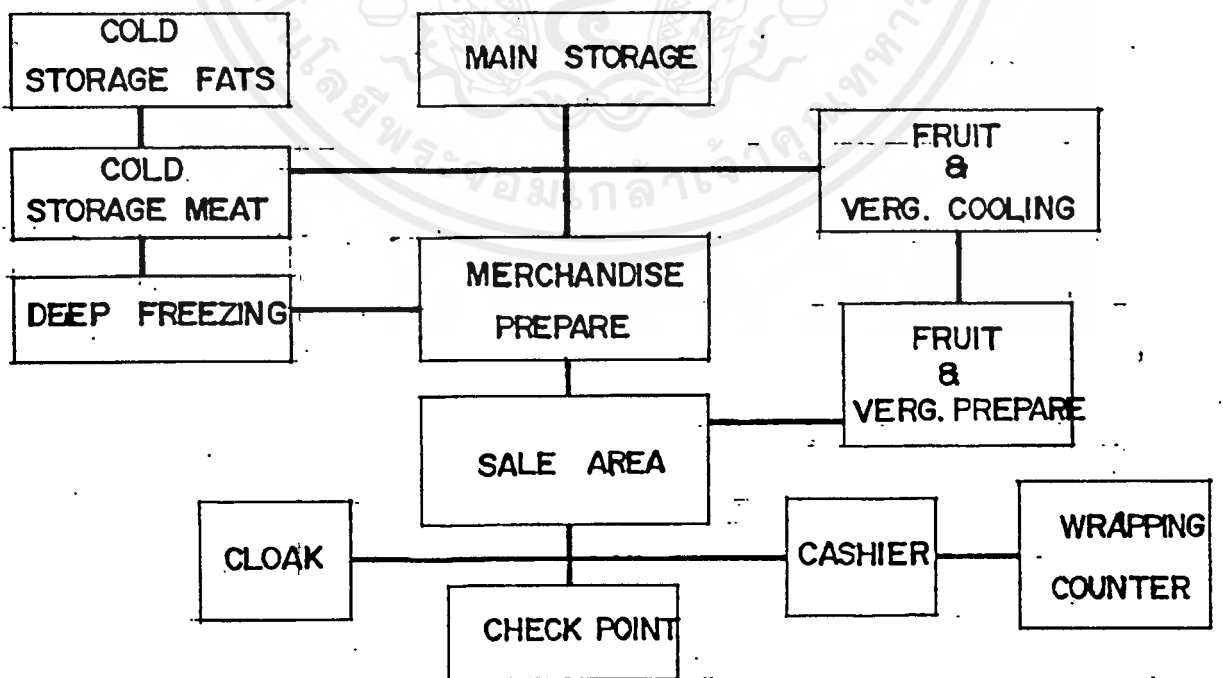 COLD
STORAGE FATS
MAIN STORAGE
COLD
STORAGE MEAT
FRUIT
&
VERG. COOLING
DEEP FREEZING
MERCHANDISE
PREPARE
FRUIT
&
VERG. PREPARE
SALE AREA
CLOAK
CASHIER
WRAPPING
COUNTER
CHECK POINT